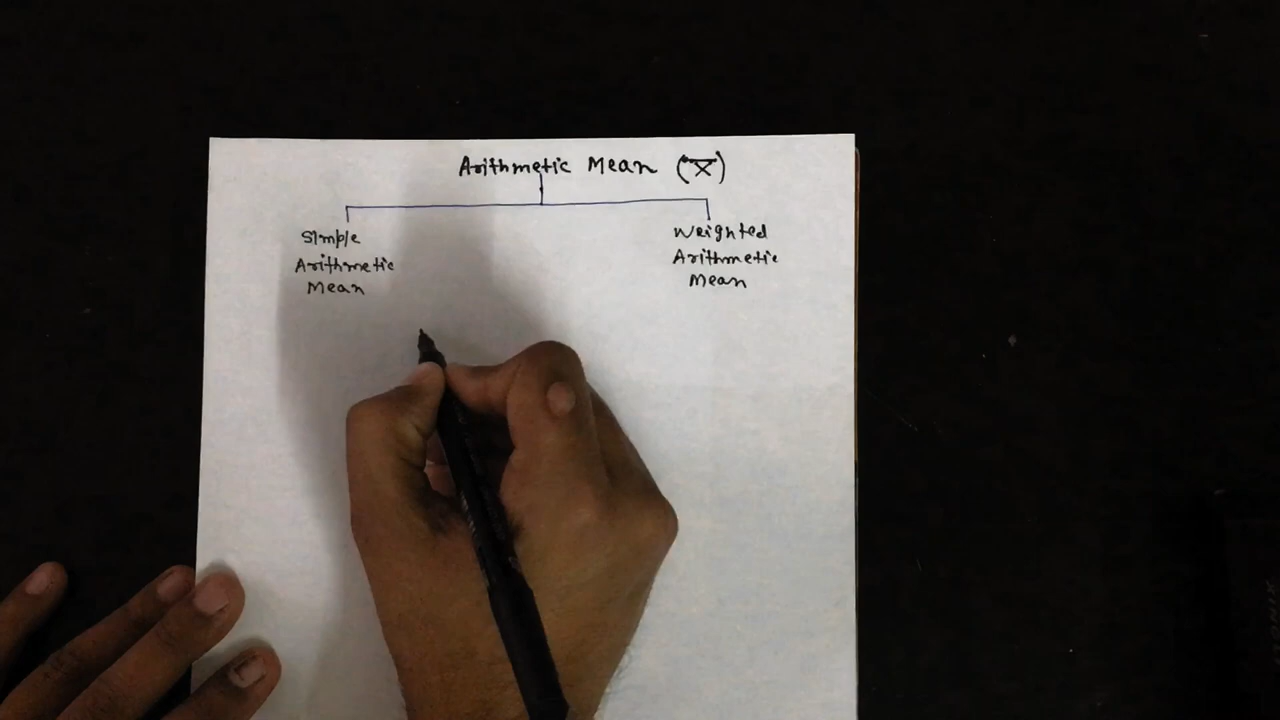 Arithmetic Mean (X̅)
Simple
Arithmetic
Mean
Weighted
Arithmetic
Mean